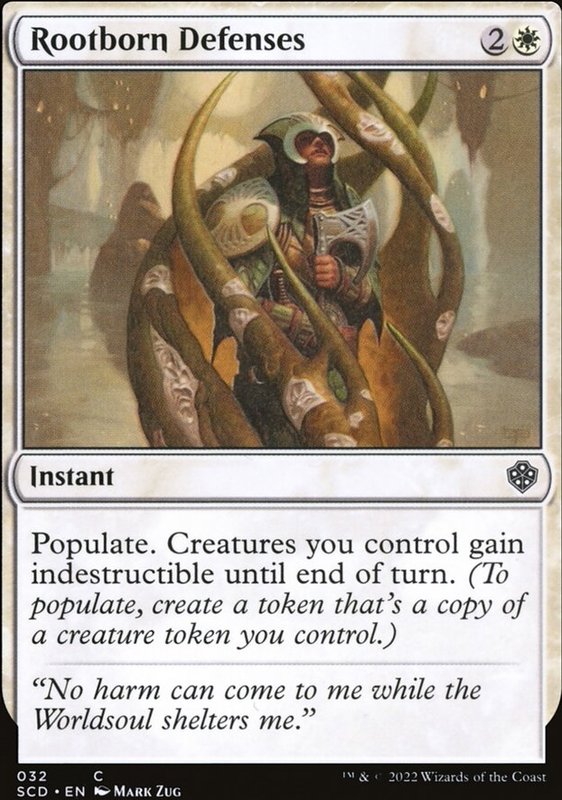 Rootborn Defenses 2
Instant
Populate. Creatures you control gain
indestructible until end of turn. (To
populate, create a token that's a copy of
a creature token you control.)
"No harm can come to me while the
Worldsoul shelters me."
032 C
SCD • EN Mark Zug
™ & © 2022 Wizards of the Coast